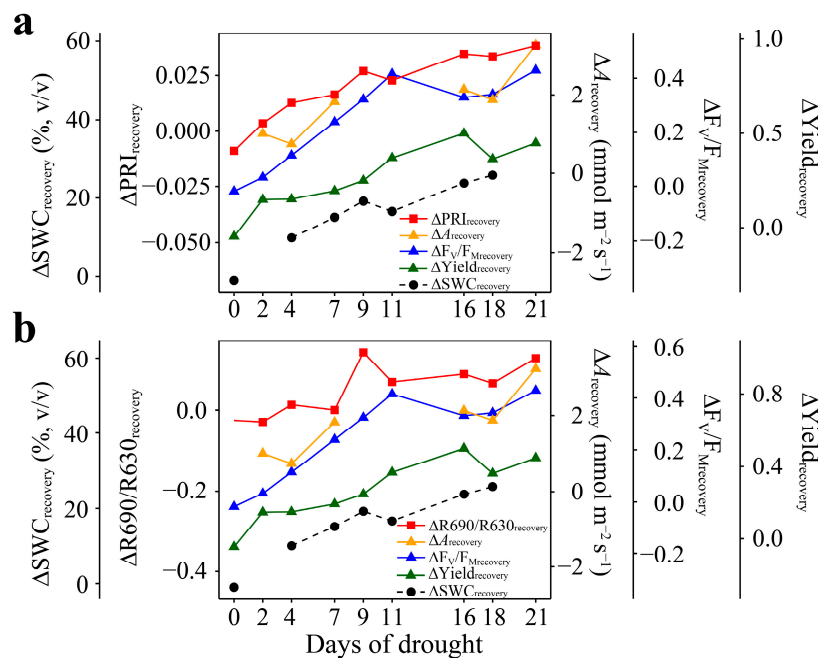 a
ΔSWCrecovery (%, v/v)
60
40
20
0
ΔPRIrecovery
0.025
0.000
−0.025
−0.050
ΔPRIrecovery
ΔArecovery
ΔFV/FMrecovery
ΔYieldrecovery
ΔSWCrecovery
0 2 4 7 9 11 16 18 21
ΔArecovery (mmol m−2 s−1)
2
0
−2
ΔFV/FMrecovery
0.4
0.2
0.0
−0.2
ΔYieldrecovery
1.0
0.5
0.0
b
ΔSWCrecovery (%, v/v)
60
40
20
0
ΔR690/R630recovery
0.0
−0.2
−0.4
ΔR690/R630recovery
ΔArecovery
ΔFV/FMrecovery
ΔYieldrecovery
ΔSWCrecovery
0 2 4 7 9 11 16 18 21
Days of drought
ΔArecovery (mmol m−2 s−1)
2
0
−2
ΔFV/FMrecovery
0.6
0.4
0.2
0.0
−0.2
ΔYieldrecovery
0.8
0.4
0.0